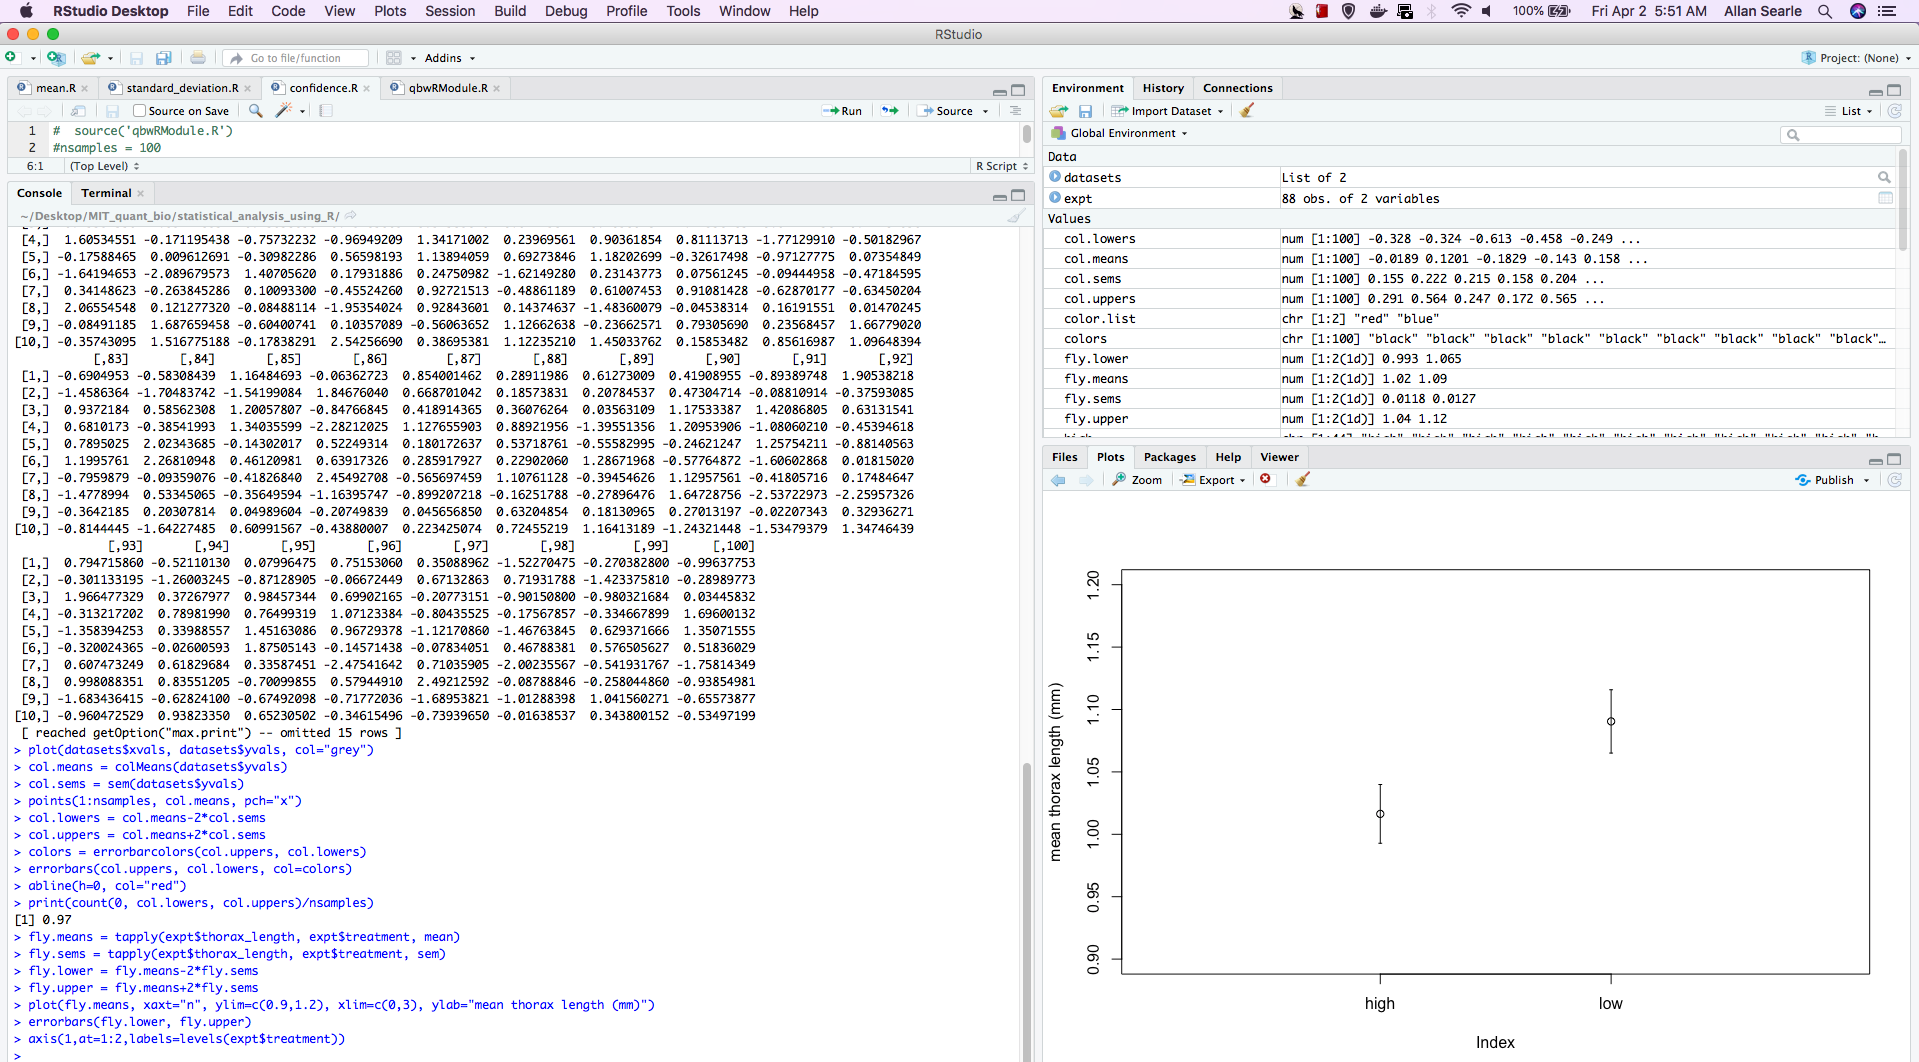 RStudio Desktop File Edit Code View Plots Session Build Debug Profile Tools Window Help 100% Fri Apr 2 5:51 AM Allan Searle
RStudio
Go to file/function Addins Project: (None)
mean.R standard_deviation.R confidence.R qbwRModule.R
Source on Save Run Source
1 #  source('qbwRModule.R')
2 #nsamples = 100
6:1 (Top Level) R Script
Console Terminal
~/Desktop/MIT_quant_bio/statistical_analysis_using_R/
[4,] 1.60534551 -0.171195438 -0.75732232 -0.96949209 1.34171002 0.23969561 0.90361854 0.81113713 -1.77129910 -0.50182967
[5,] -0.17588465 0.009612691 -0.30982286 0.56598193 1.13894059 0.69273846 1.18202699 -0.32617498 -0.97127775 0.07354849
[6,] -1.64194653 -2.089679573 1.40705620 0.17931886 0.24750982 -1.62149280 0.23143773 0.07561245 -0.09444958 -0.47184595
[7,] 0.34148623 -0.263845286 0.10093300 -0.45524260 0.92721513 -0.48861189 0.61007453 0.91081428 -0.62870177 -0.63450204
[8,] 2.06554548 0.121277320 -0.08488114 -1.95354024 0.92843601 0.14374637 -1.48360079 -0.04538314 0.16191551 0.01470245
[9,] -0.08491185 1.687659458 -0.60400741 0.10357089 -0.56063652 1.12662638 -0.23662571 0.79305690 0.23568457 1.66779020
[10,] -0.35743095 1.516775188 -0.17838291 2.54256690 0.38695381 1.12235210 1.45033762 0.15853482 0.85616987 1.09648394
[,83] [,84] [,85] [,86] [,87] [,88] [,89] [,90] [,91] [,92]
[1,] -0.6904953 -0.58308439 1.16484693 -0.06362723 0.854001462 0.28911986 0.61273009 0.41908955 -0.89389748 1.90538218
[2,] -1.4586364 -1.70483742 -1.54199084 1.84676040 0.668701042 0.18573831 0.20784537 0.47304714 -0.08810914 -0.37593085
[3,] 0.9372184 0.58562308 1.20057807 -0.84766845 0.418914365 0.36076264 0.03563109 1.17533387 1.42086805 0.63131541
[4,] 0.6810173 -0.38541993 1.34035599 -2.28212025 1.127655903 0.88921956 -1.39551356 1.20953906 -1.08060210 -0.45394618
[5,] 0.7895025 2.02343685 -0.14302017 0.52249314 0.180172637 0.53718761 -0.55582995 -0.24621247 1.25754211 -0.88140563
[6,] 1.1995761 2.26810948 0.46120981 0.63917326 0.285917927 0.22902060 1.28671968 -0.57764872 -1.60602868 0.01815020
[7,] -0.7959879 -0.09359076 -0.41826840 2.45492708 -0.565697459 1.10761128 -0.39454626 1.12957561 -0.41805716 0.17484647
[8,] -1.4778994 0.53345065 -0.35649594 -1.16395747 -0.899207218 -0.16251788 -0.27896476 1.64728756 -2.53722973 -2.25957326
[9,] -0.3642185 0.20307814 0.04989604 -0.20749839 0.045656850 0.63204854 0.18130965 0.27013197 -0.02207343 0.32936271
[10,] -0.8144445 -1.64227485 0.60991567 -0.43880007 0.223425074 0.72455219 1.16413189 -1.24321448 -1.53479379 1.34746439
[,93] [,94] [,95] [,96] [,97] [,98] [,99] [,100]
[1,] 0.794715860 -0.52110130 0.07996475 0.75153060 0.35088962 -1.52270475 -0.270382800 -0.99637753
[2,] -0.301133195 -1.26003245 -0.87128905 -0.06672449 0.67132863 0.71931788 -1.423375810 -0.28989773
[3,] 1.966477329 0.37267977 0.98457344 0.69902165 -0.20773151 -0.90150800 -0.980321684 0.03445832
[4,] -0.313217202 0.78981990 0.76499319 1.07123384 -0.80435525 -0.17567857 -0.334667899 1.69600132
[5,] -1.358394253 0.33988557 1.45163086 0.96729378 -1.12170860 -1.46763845 0.629371666 1.35071555
[6,] -0.320024365 -0.02600593 1.87505143 -0.14571438 -0.07834051 0.46788381 0.576505627 0.51836029
[7,] 0.607473249 0.61829684 0.33587451 -2.47541642 0.71035905 -2.00235567 -0.541931767 -1.75814349
[8,] 0.998088351 0.83551205 -0.70099855 0.57944910 2.49212592 -0.08788846 -0.258044860 -0.93854981
[9,] -1.683436415 -0.62824100 -0.67492098 -0.71772036 -1.68953821 -1.01288398 1.041560271 -0.65573877
[10,] -0.960472529 0.93823350 0.65230502 -0.34615496 -0.73939650 -0.01638537 0.343800152 -0.53497199
[ reached getOption("max.print") -- omitted 15 rows ]
> plot(datasets$xvals, datasets$yvals, col="grey")
> col.means = colMeans(datasets$yvals)
> col.sems = sem(datasets$yvals)
> points(1:nsamples, col.means, pch="x")
> col.lowers = col.means-2*col.sems
> col.uppers = col.means+2*col.sems
> colors = errorbarcolors(col.uppers, col.lowers)
> errorbars(col.uppers, col.lowers, col=colors)
> abline(h=0, col="red")
> print(count(0, col.lowers, col.uppers)/nsamples)
[1] 0.97
> fly.means = tapply(expt$thorax_length, expt$treatment, mean)
> fly.sems = tapply(expt$thorax_length, expt$treatment, sem)
> fly.lower = fly.means-2*fly.sems
> fly.upper = fly.means+2*fly.sems
> plot(fly.means, xaxt="n", ylim=c(0.9,1.2), xlim=c(0,3), ylab="mean thorax length (mm)")
> errorbars(fly.lower, fly.upper)
> axis(1,at=1:2,labels=levels(expt$treatment))
>
Environment History Connections
Import Dataset List
Global Environment
Data
datasets List of 2
expt 88 obs. of 2 variables
Values
col.lowers num [1:100] -0.328 -0.324 -0.613 -0.458 -0.249 ...
col.means num [1:100] -0.0189 0.1201 -0.1829 -0.143 0.158 ...
col.sems num [1:100] 0.155 0.222 0.215 0.158 0.204 ...
col.uppers num [1:100] 0.291 0.564 0.247 0.172 0.565 ...
color.list chr [1:2] "red" "blue"
colors chr [1:100] "black" "black" "black" "black" "black" "black" "black" "black" "black"…
fly.lower num [1:2(1d)] 0.993 1.065
fly.means num [1:2(1d)] 1.02 1.09
fly.sems num [1:2(1d)] 0.0118 0.0127
fly.upper num [1:2(1d)] 1.04 1.12
Files Plots Packages Help Viewer
Zoom Export Publish
mean thorax length (mm)
1.20
1.15
1.10
1.05
1.00
0.95
0.90
high low
Index